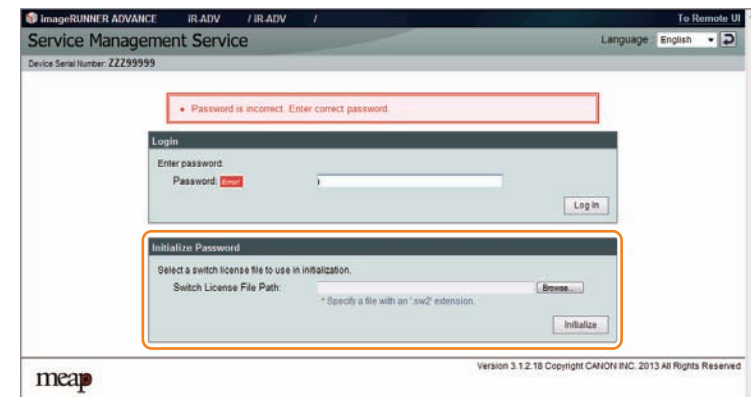 imageRUNNER ADVANCE iR-ADV / iR-ADV / To Remote UI
Service Management Service Language : English
Device Serial Number: ZZZ99999
• Password is incorrect. Enter correct password.
Login
Enter password.
Password: Error!
Log In
Initialize Password
Select a switch license file to use in initialization.
Switch License File Path: Browse...
* Specify a file with an '.sw2' extension.
Initialize
Version 3.1.2.18 Copyright CANON INC. 2013 All Rights Reserved
meap